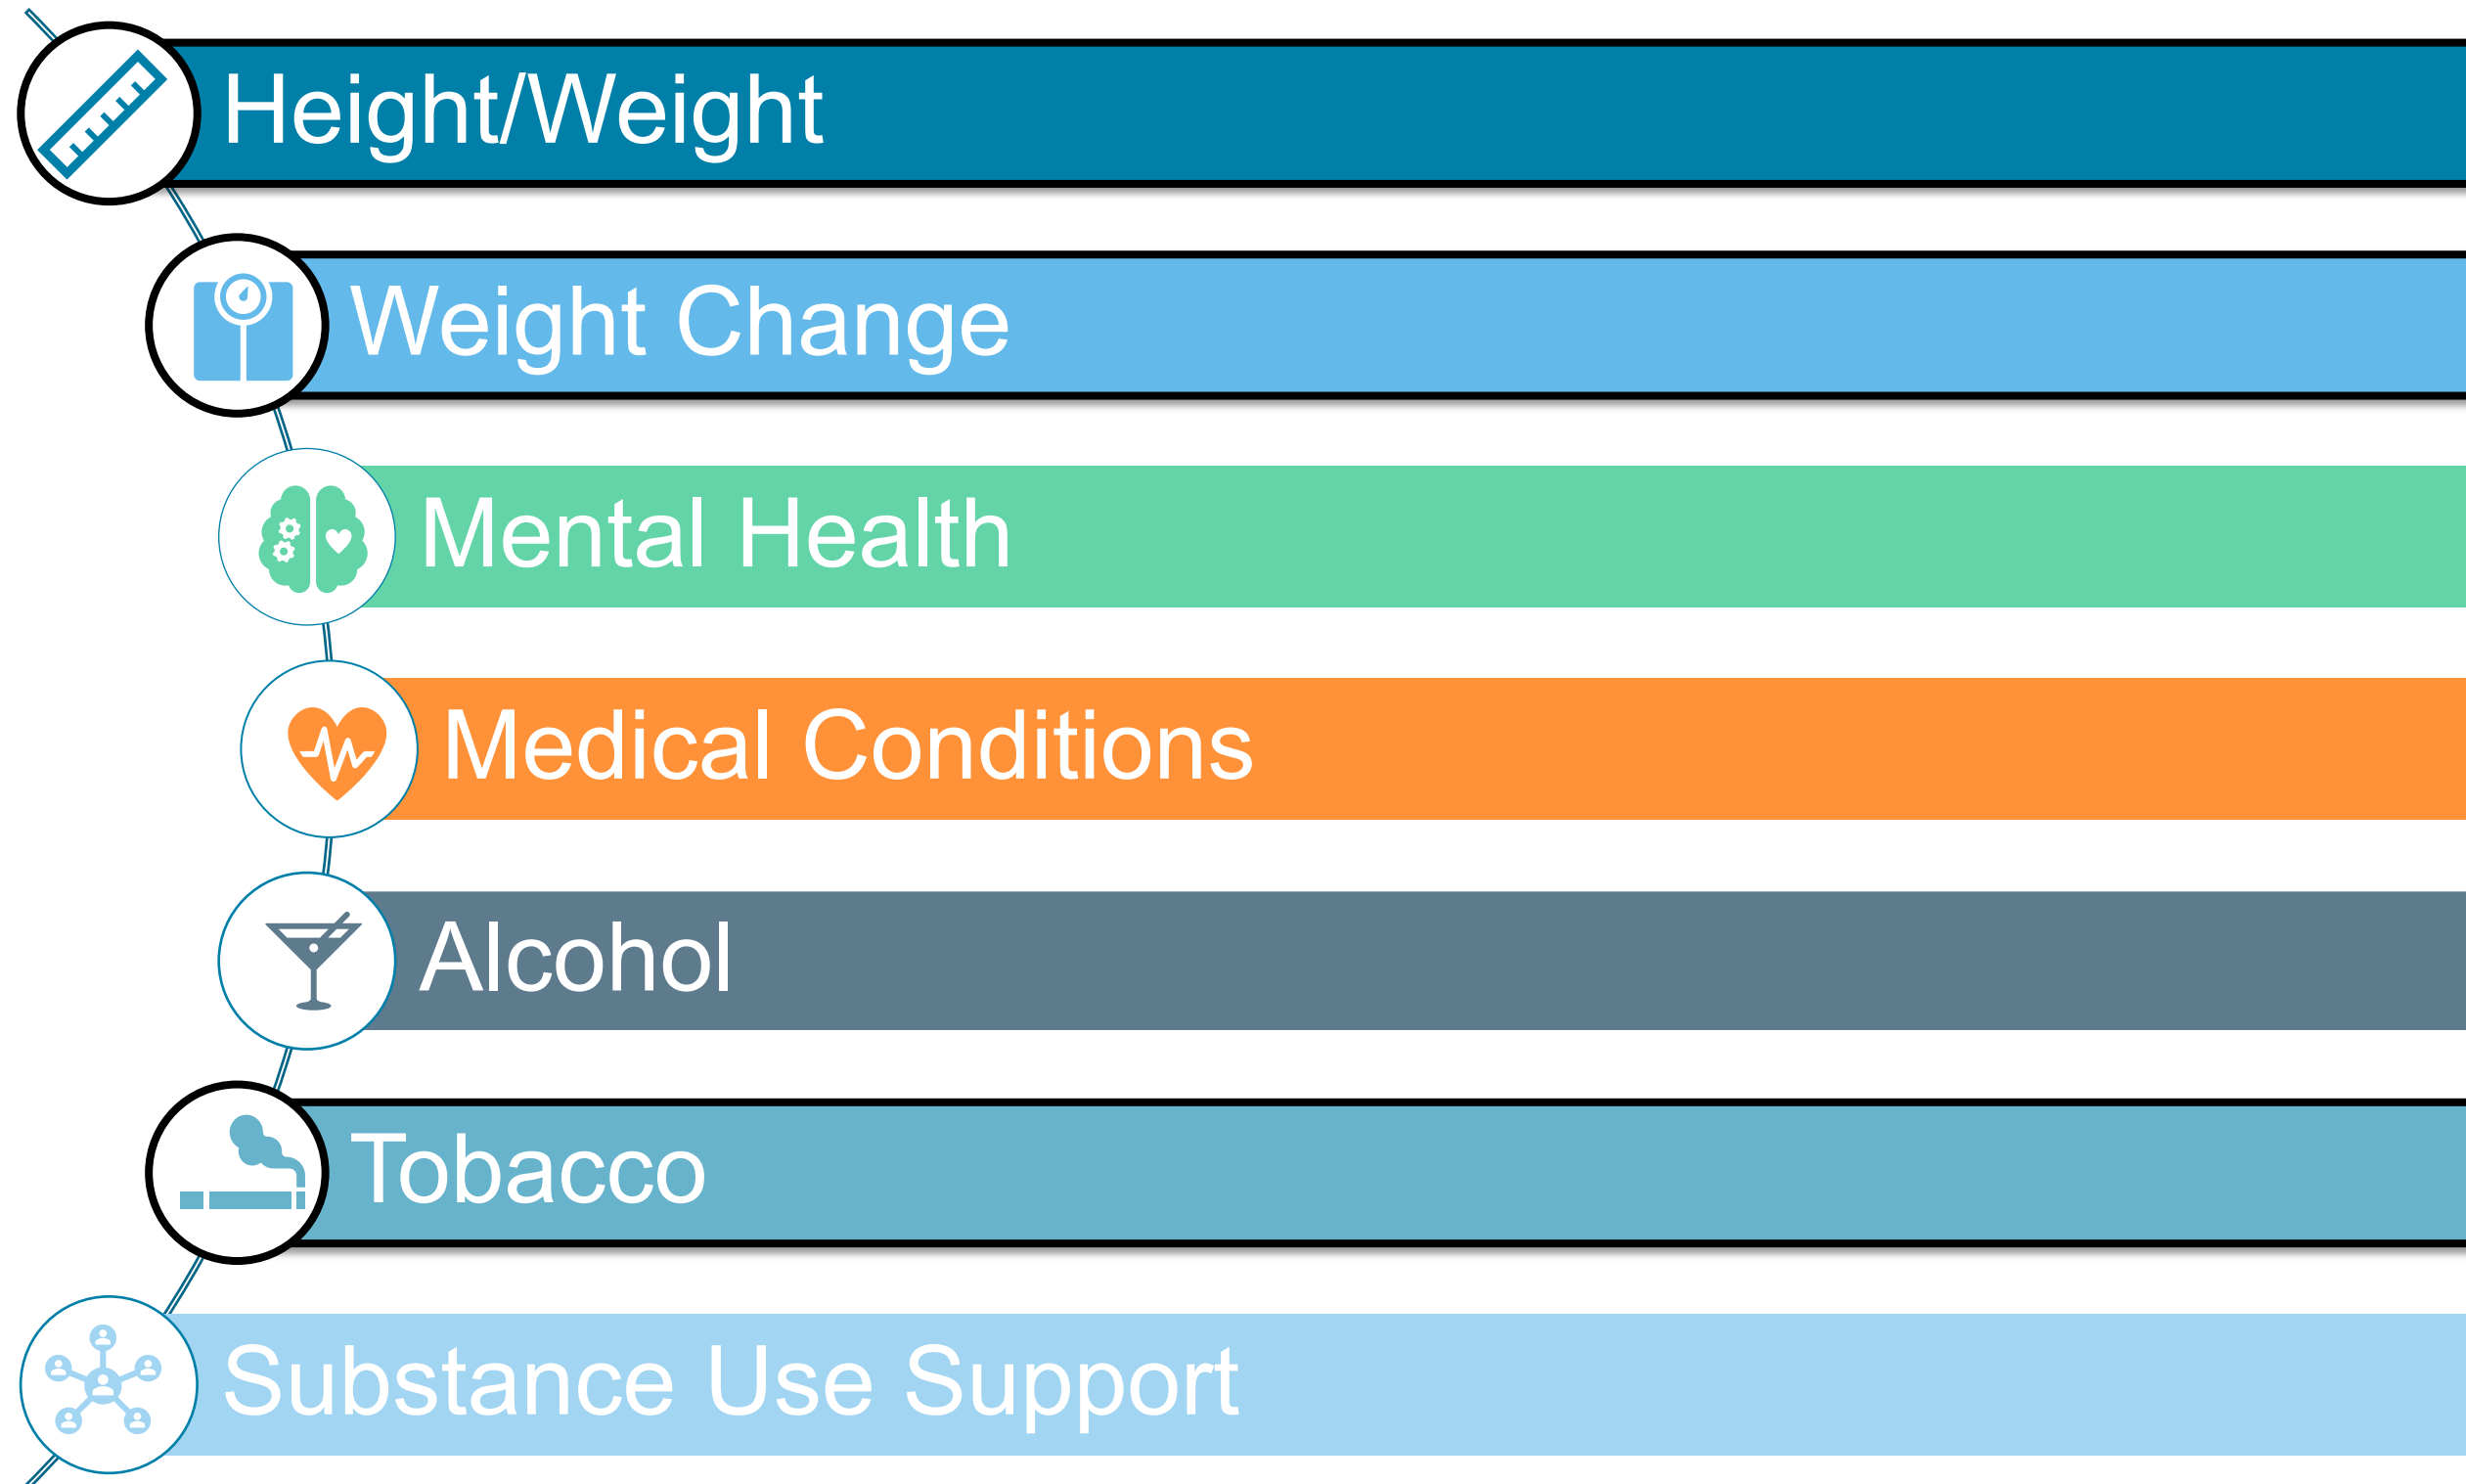 Height/Weight
Weight Change
Mental Health
Medical Conditions
Alcohol
Tobacco
Substance Use Support